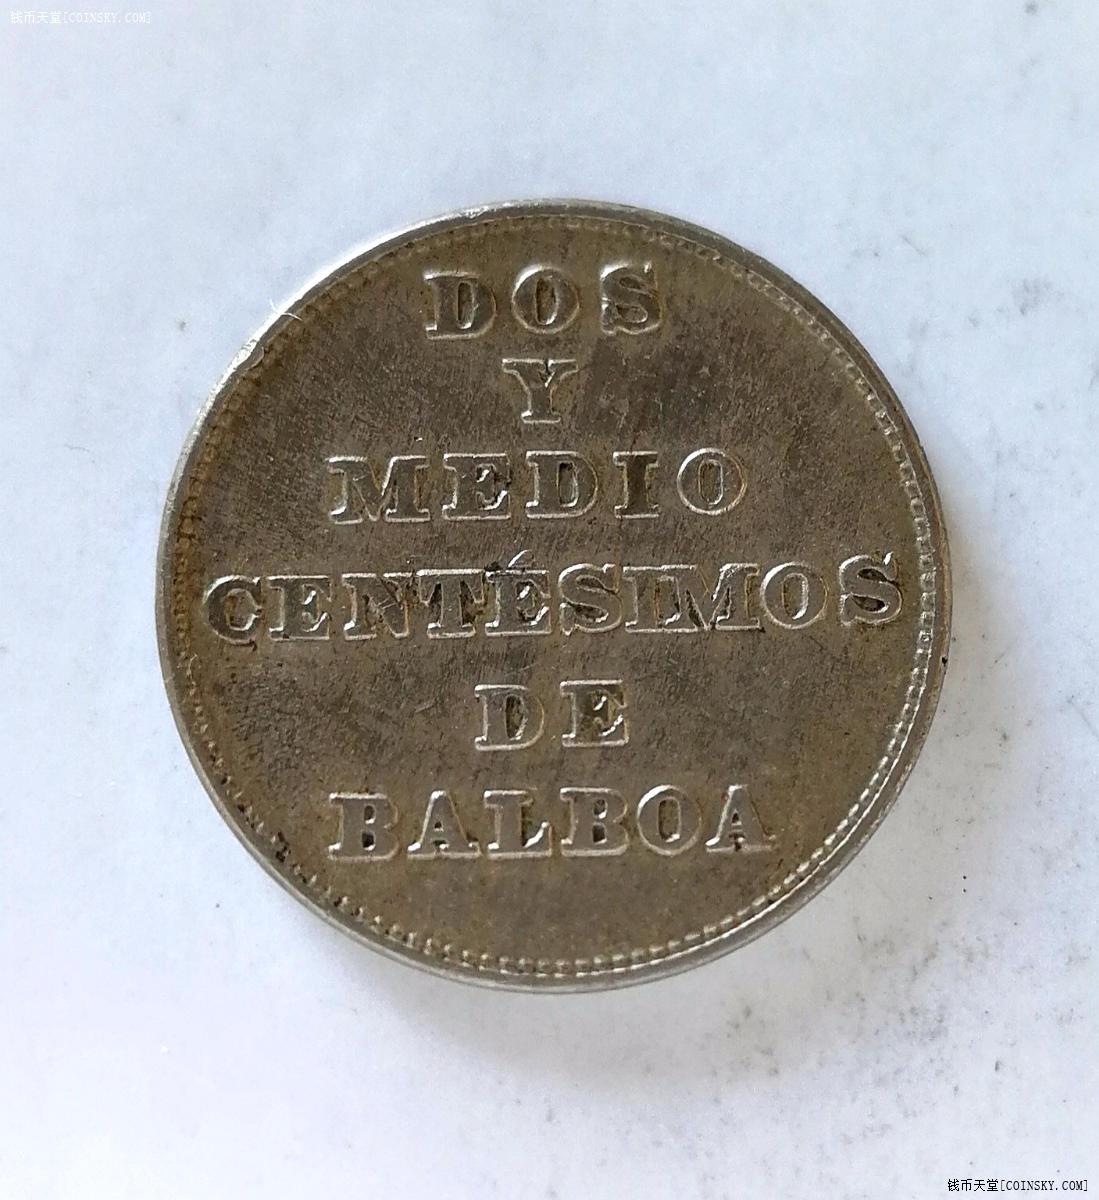 钱币天堂[COINSKY.COM]
DOS
Y
MEDIO
CENTÉSIMOS
DE
BALBOA
钱币天堂[COINSKY.COM]